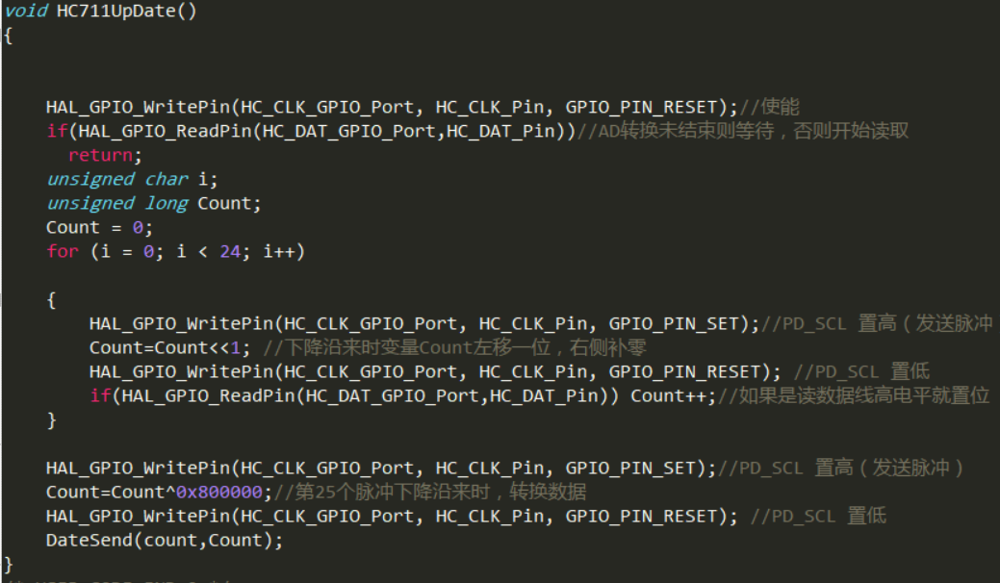 void HC711UpDate()
{
HAL_GPIO_WritePin(HC_CLK_GPIO_Port, HC_CLK_Pin, GPIO_PIN_RESET);//使能
if(HAL_GPIO_ReadPin(HC_DAT_GPIO_Port,HC_DAT_Pin))//AD转换未结束则等待，否则开始读取
return;
unsigned char i;
unsigned long Count;
Count = 0;
for (i = 0; i < 24; i++)
{
HAL_GPIO_WritePin(HC_CLK_GPIO_Port, HC_CLK_Pin, GPIO_PIN_SET);//PD_SCL 置高（发送脉冲
Count=Count<<1; //下降沿来时变量Count左移一位，右侧补零
HAL_GPIO_WritePin(HC_CLK_GPIO_Port, HC_CLK_Pin, GPIO_PIN_RESET); //PD_SCL 置低
if(HAL_GPIO_ReadPin(HC_DAT_GPIO_Port,HC_DAT_Pin)) Count++;//如果是读数据线高电平就置位
}
HAL_GPIO_WritePin(HC_CLK_GPIO_Port, HC_CLK_Pin, GPIO_PIN_SET);//PD_SCL 置高（发送脉冲）
Count=Count^0x800000;//第25个脉冲下降沿来时，转换数据
HAL_GPIO_WritePin(HC_CLK_GPIO_Port, HC_CLK_Pin, GPIO_PIN_RESET); //PD_SCL 置低
DateSend(count,Count);
}